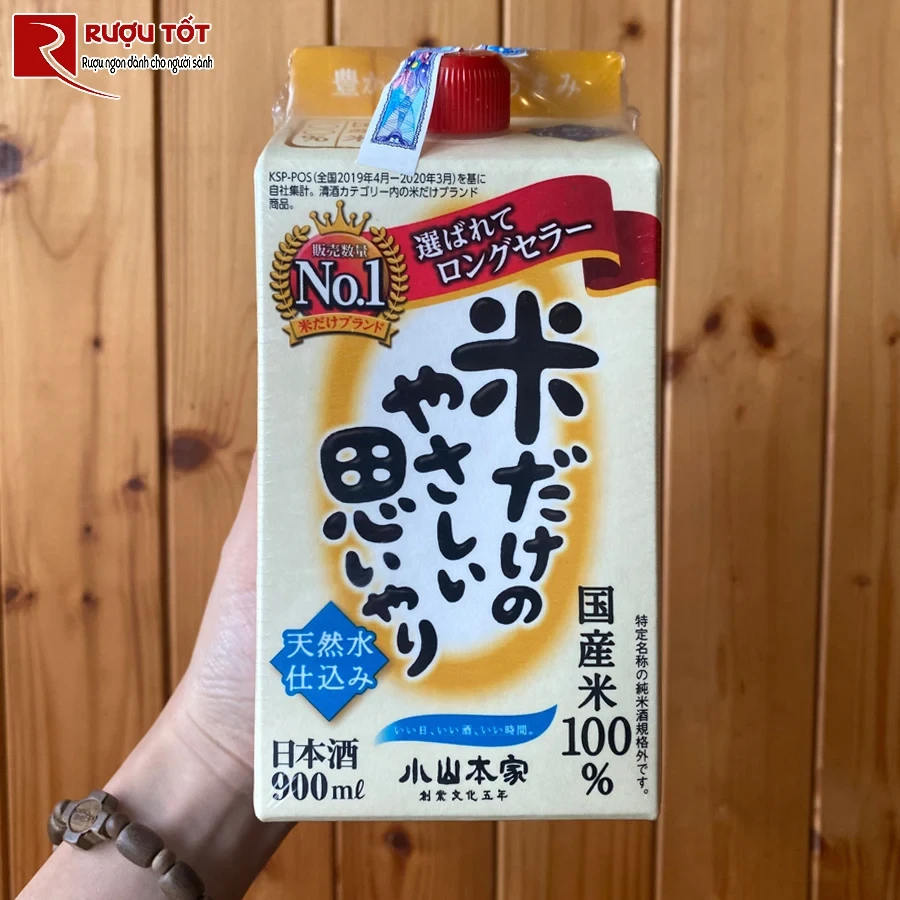 RƯỢU TỐT
Rượu ngon dành cho người sành
KSP-POS(全国2019年4月ー2020年3月)を基に
自社集計。清酒カテゴリー内の米だけブランド
商品。
販売数量
No.1
米だけブランド
選ばれて
ロングセラー
米だけの
やさしい
思いやり
国産米100%
特定名称の純米酒規格外です。
天然水
仕込み
いい日、いい酒、いい時間。
日本酒
900ml
小山本家
創業文化五年